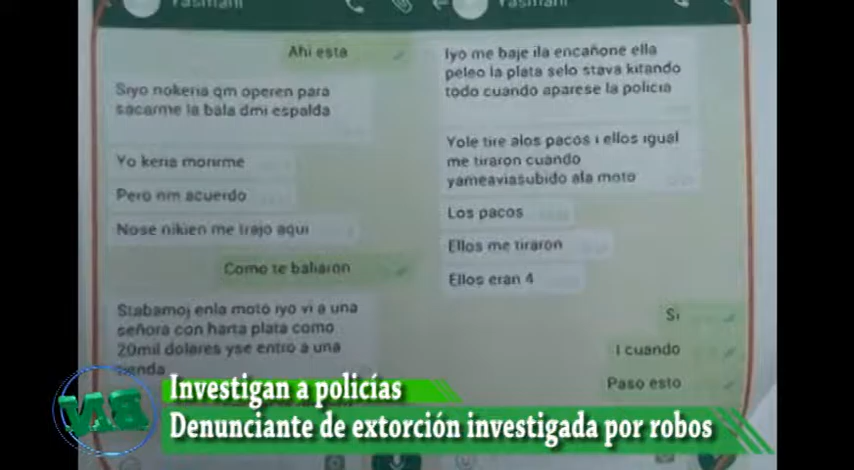 Yasmani
Ahi esta
Siyo nokeria qm operen para
sacarme la bala dmi espalda
Yo keria morirme
Pero nm acuerdo
Nose nikien me trajo aqui
Como te baliaron
Stabamoj enla moto iyo vi a una
señora con harta plata como
20mil dolares yse entro a una
tienda
Yasmani
Iyo me baje ila encañone ella
peleo la plata selo stava kitando
todo cuando aparese la policia
Yole tire alos pacos i ellos igual
me tiraron cuando
yameaviasubido ala moto
Los pacos
Ellos me tiraron
Ellos eran 4
Si
I cuando
Paso esto
Investigan a policías
Denunciante de extorción investigada por robos